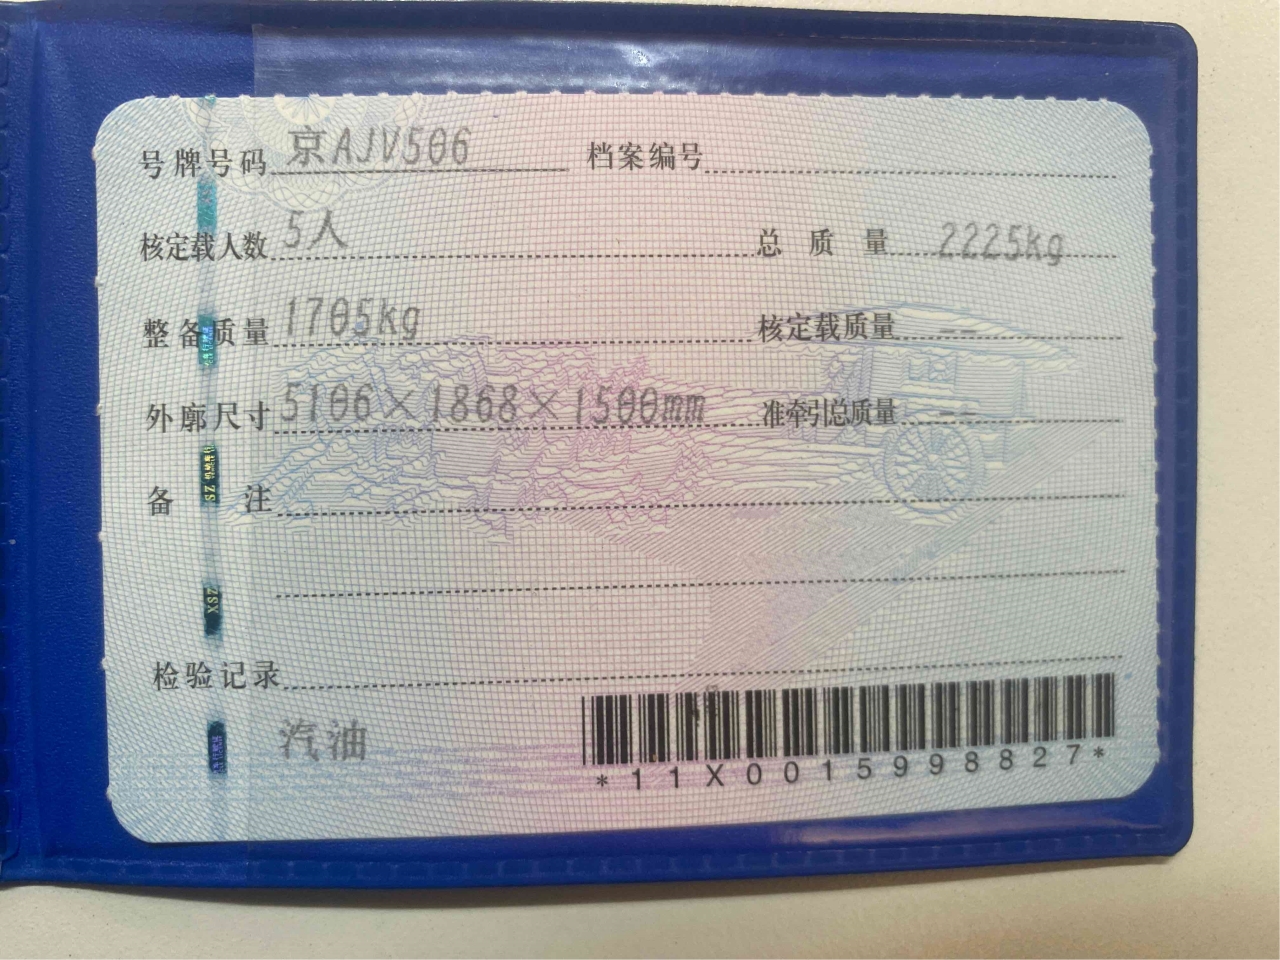 号牌号码 京AJV506 档案编号
核定载人数 5人 总质量 2225kg
整备质量 1705kg 核定载质量 --
外廓尺寸 5106×1868×1500mm 准牵引总质量 --
备注
检验记录
汽油
*11X0015998827*